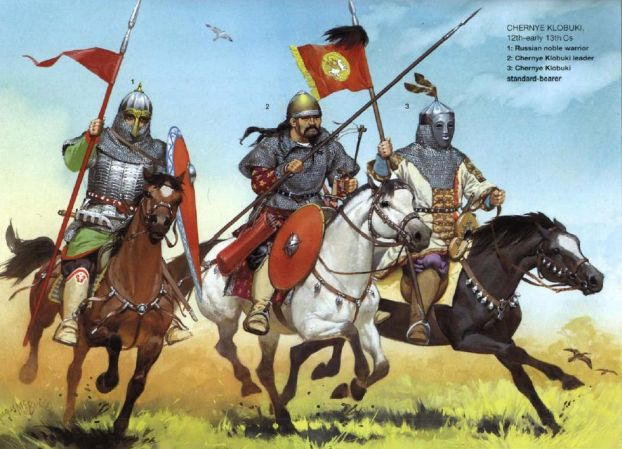 CHERNYE KLOBUKI,
12th–early 13th Cs
1: Russian noble warrior
2: Chernye Klobuki leader
3: Chernye Klobuki
standard-bearer
1
2
3